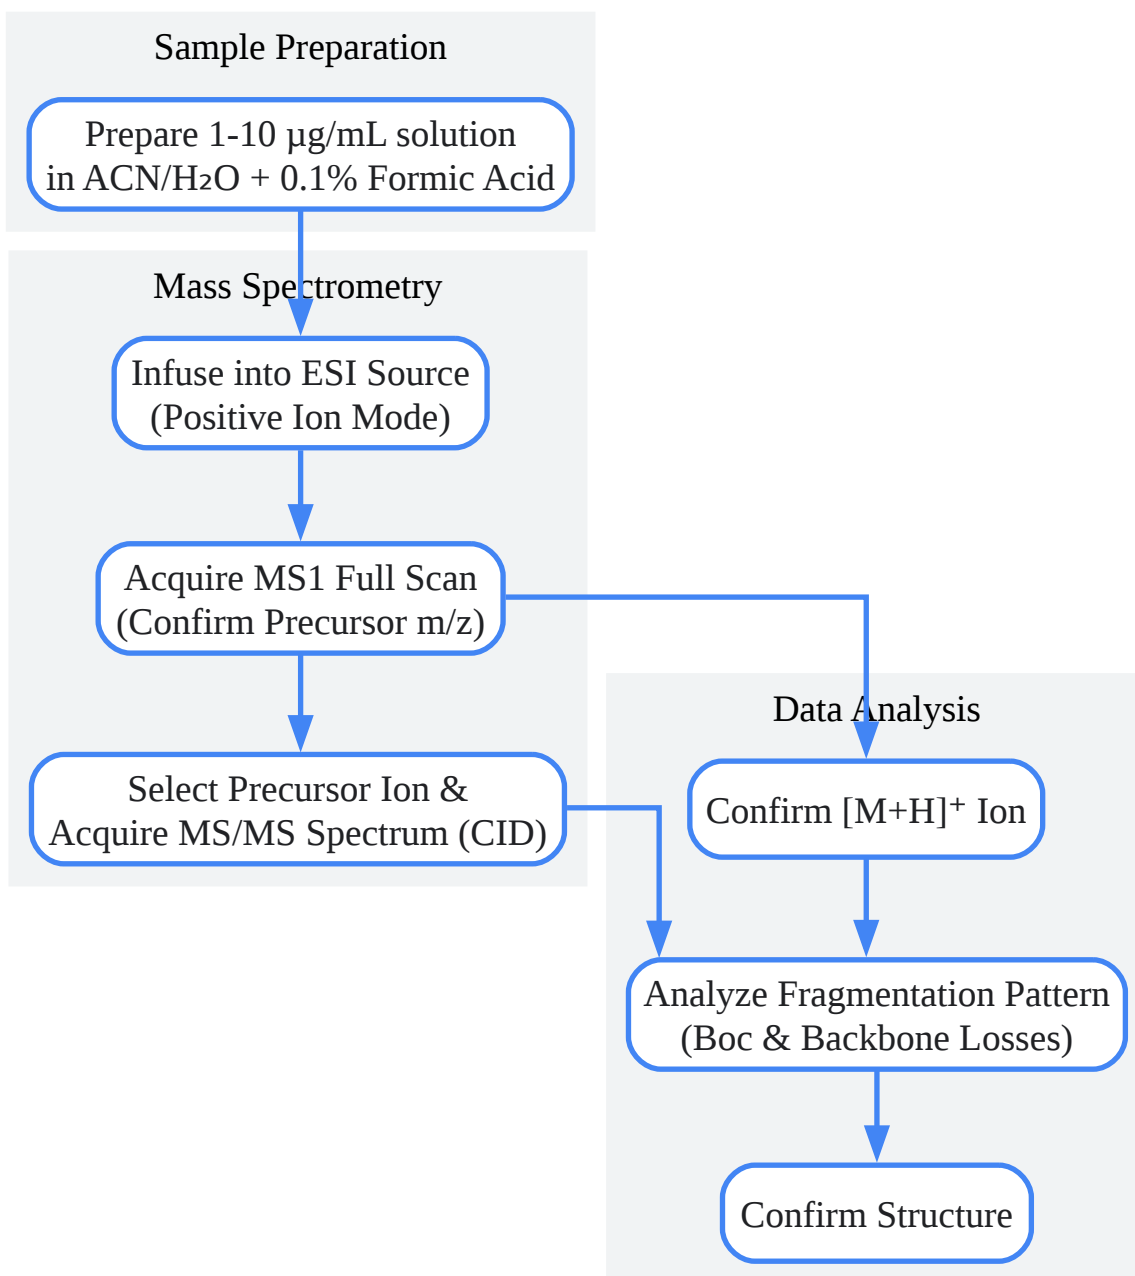 Sample Preparation
Prepare 1-10 µg/mL solution
in ACN/H₂O + 0.1% Formic Acid
Mass Spectrometry
Infuse into ESI Source
(Positive Ion Mode)
Acquire MS1 Full Scan
(Confirm Precursor m/z)
Select Precursor Ion &
Acquire MS/MS Spectrum (CID)
Data Analysis
Confirm [M+H]⁺ Ion
Analyze Fragmentation Pattern
(Boc & Backbone Losses)
Confirm Structure